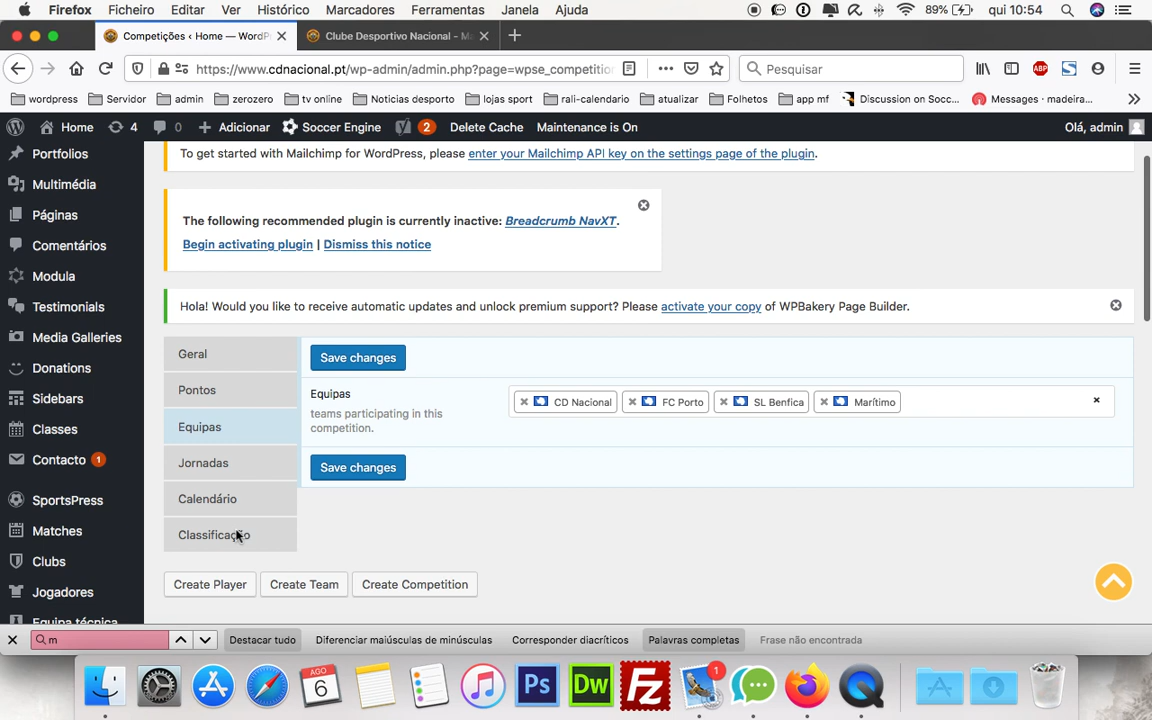 Firefox Ficheiro Editar Ver Histórico Marcadores Ferramentas Janela Ajuda 89% qui 10:54
Competições ‹ Home — WordP Clube Desportivo Nacional - Ma
https://www.cdnacional.pt/wp-admin/admin.php?page=wpse_competitio Pesquisar ABP
wordpress Servidor admin zerozero tv online Noticias desporto lojas sport rali-calendario atualizar Folhetos app mf Discussion on Socc... Messages · madeira...
Home 4 0 Adicionar Soccer Engine 2 Delete Cache Maintenance is On Olá, admin
Portfolios
Multimédia
Páginas
Comentários
Modula
Testimonials
Media Galleries
Donations
Sidebars
Classes
Contacto 1
SportsPress
Matches
Clubs
Jogadores
Equipa técnica
To get started with Mailchimp for WordPress, please enter your Mailchimp API key on the settings page of the plugin.
The following recommended plugin is currently inactive: Breadcrumb NavXT.
Begin activating plugin | Dismiss this notice
Hola! Would you like to receive automatic updates and unlock premium support? Please activate your copy of WPBakery Page Builder.
Geral
Pontos
Equipas
Jornadas
Calendário
Classificação
Save changes
Equipas
teams participating in this
competition.
CD Nacional FC Porto SL Benfica Marítimo
Save changes
Create Player Create Team Create Competition
m Destacar tudo Diferenciar maiúsculas de minúsculas Corresponder diacríticos Palavras completas Frase não encontrada
AGO
6
Ps Dw Fz 1